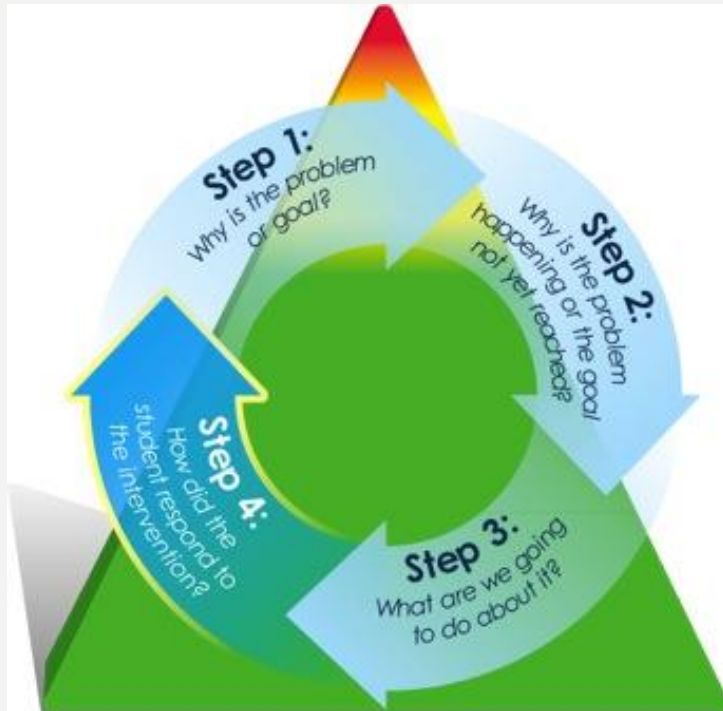 Step 1:
Why is the problem
or goal?
Step 2:
Why is the problem
happening or the goal
not yet reached?
Step 3:
What are we going
to do about it?
Step 4:
How did the
student respond to
the intervention?